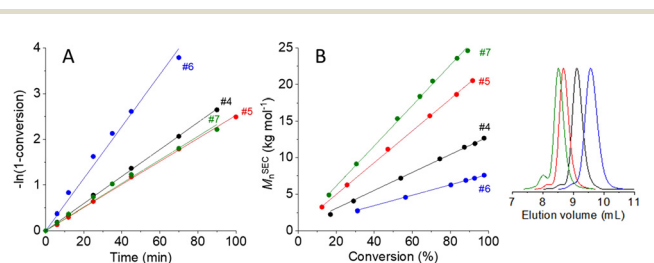 A
-ln(1-conversion)
-4
3
2
1
0
0 20 40 60 80 100
Time (min)
#6
#4
#5
#7
B
Mn SEC (kg mol-1)
25
20
15
10
5
0
0 20 40 60 80 100
Conversion (%)
#7
#5
#4
#6
7 8 9 10 11
Elution volume (mL)